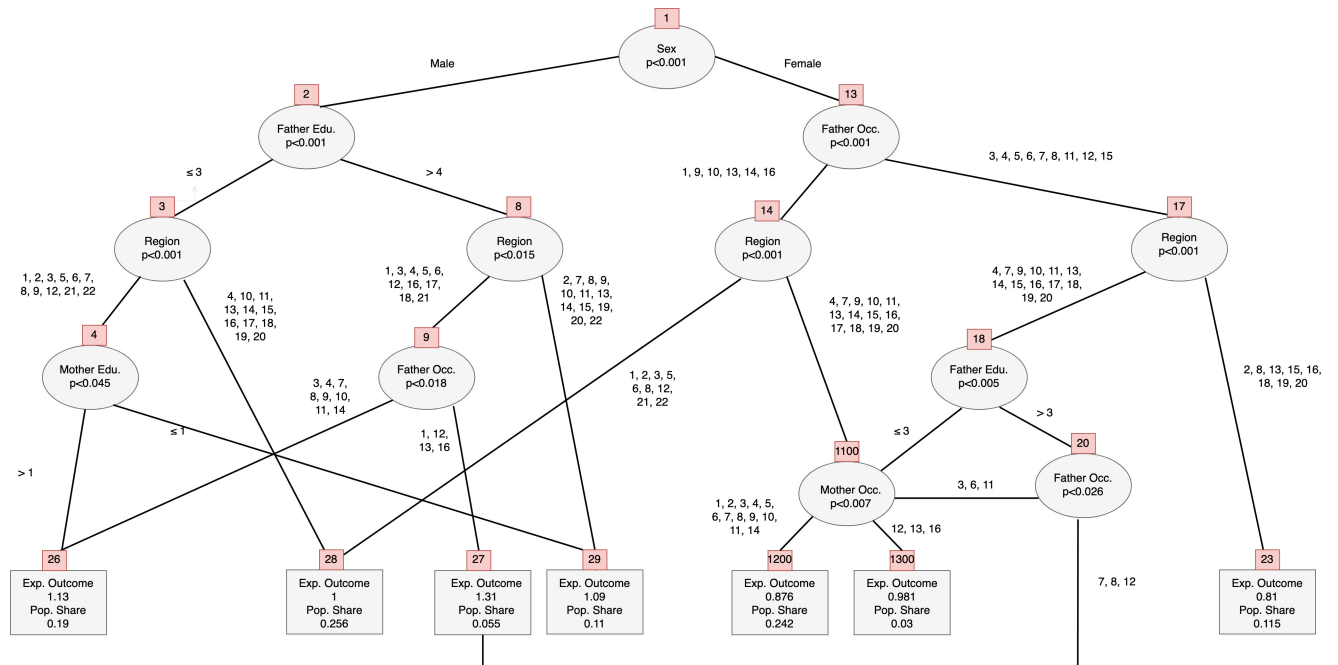 1
Sex
p<0.001
Male
Female
2
Father Edu.
p<0.001
13
Father Occ.
p<0.001
≤ 3
> 4
1, 9, 10, 13, 14, 16
3, 4, 5, 6, 7, 8, 11, 12, 15
3
Region
p<0.001
8
Region
p<0.015
14
Region
p<0.001
17
Region
p<0.001
1, 2, 3, 5, 6, 7,
8, 9, 12, 21, 22
4, 10, 11,
13, 14, 15,
16, 17, 18,
19, 20
1, 3, 4, 5, 6,
12, 16, 17,
18, 21
2, 7, 8, 9,
10, 11, 13,
14, 15, 19,
20, 22
4, 7, 9, 10, 11,
13, 14, 15, 16,
17, 18, 19, 20
4, 7, 9, 10, 11, 13,
14, 15, 16, 17, 18,
19, 20
4
Mother Edu.
p<0.045
9
Father Occ.
p<0.018
18
Father Edu.
p<0.005
3, 4, 7,
8, 9, 10,
11, 14
1, 2, 3, 5,
6, 8, 12,
21, 22
2, 8, 13, 15, 16,
18, 19, 20
≤ 1
> 1
1, 12,
13, 16
≤ 3
> 3
1100
Mother Occ.
p<0.007
20
Father Occ.
p<0.026
3, 6, 11
1, 2, 3, 4, 5,
6, 7, 8, 9, 10,
11, 14
12, 13, 16
7, 8, 12
26
Exp. Outcome
1.13
Pop. Share
0.19
28
Exp. Outcome
1
Pop. Share
0.256
27
Exp. Outcome
1.31
Pop. Share
0.055
29
Exp. Outcome
1.09
Pop. Share
0.11
1200
Exp. Outcome
0.876
Pop. Share
0.242
1300
Exp. Outcome
0.981
Pop. Share
0.03
23
Exp. Outcome
0.81
Pop. Share
0.115